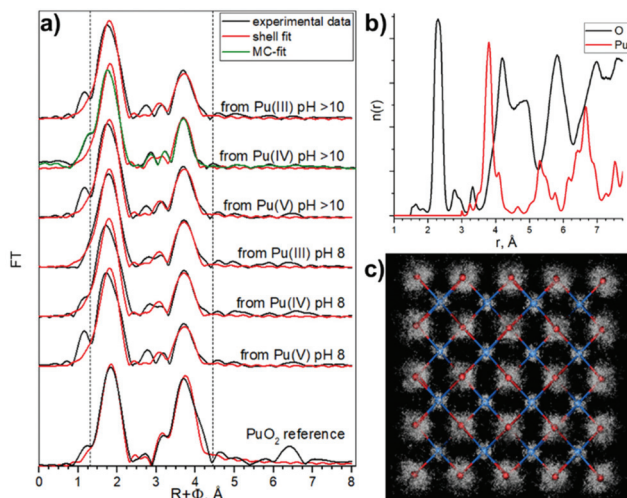 a)
experimental data
shell fit
MC-fit
from Pu(III) pH >10
from Pu(IV) pH >10
from Pu(V) pH >10
from Pu(III) pH 8
from Pu(IV) pH 8
from Pu(V) pH 8
PuO₂ reference
FT
0 1 2 3 4 5 6 7 8
R+Φ, Å
b)
O
Pu
n(r)
1 2 3 4 5 6 7
r, Å
c)